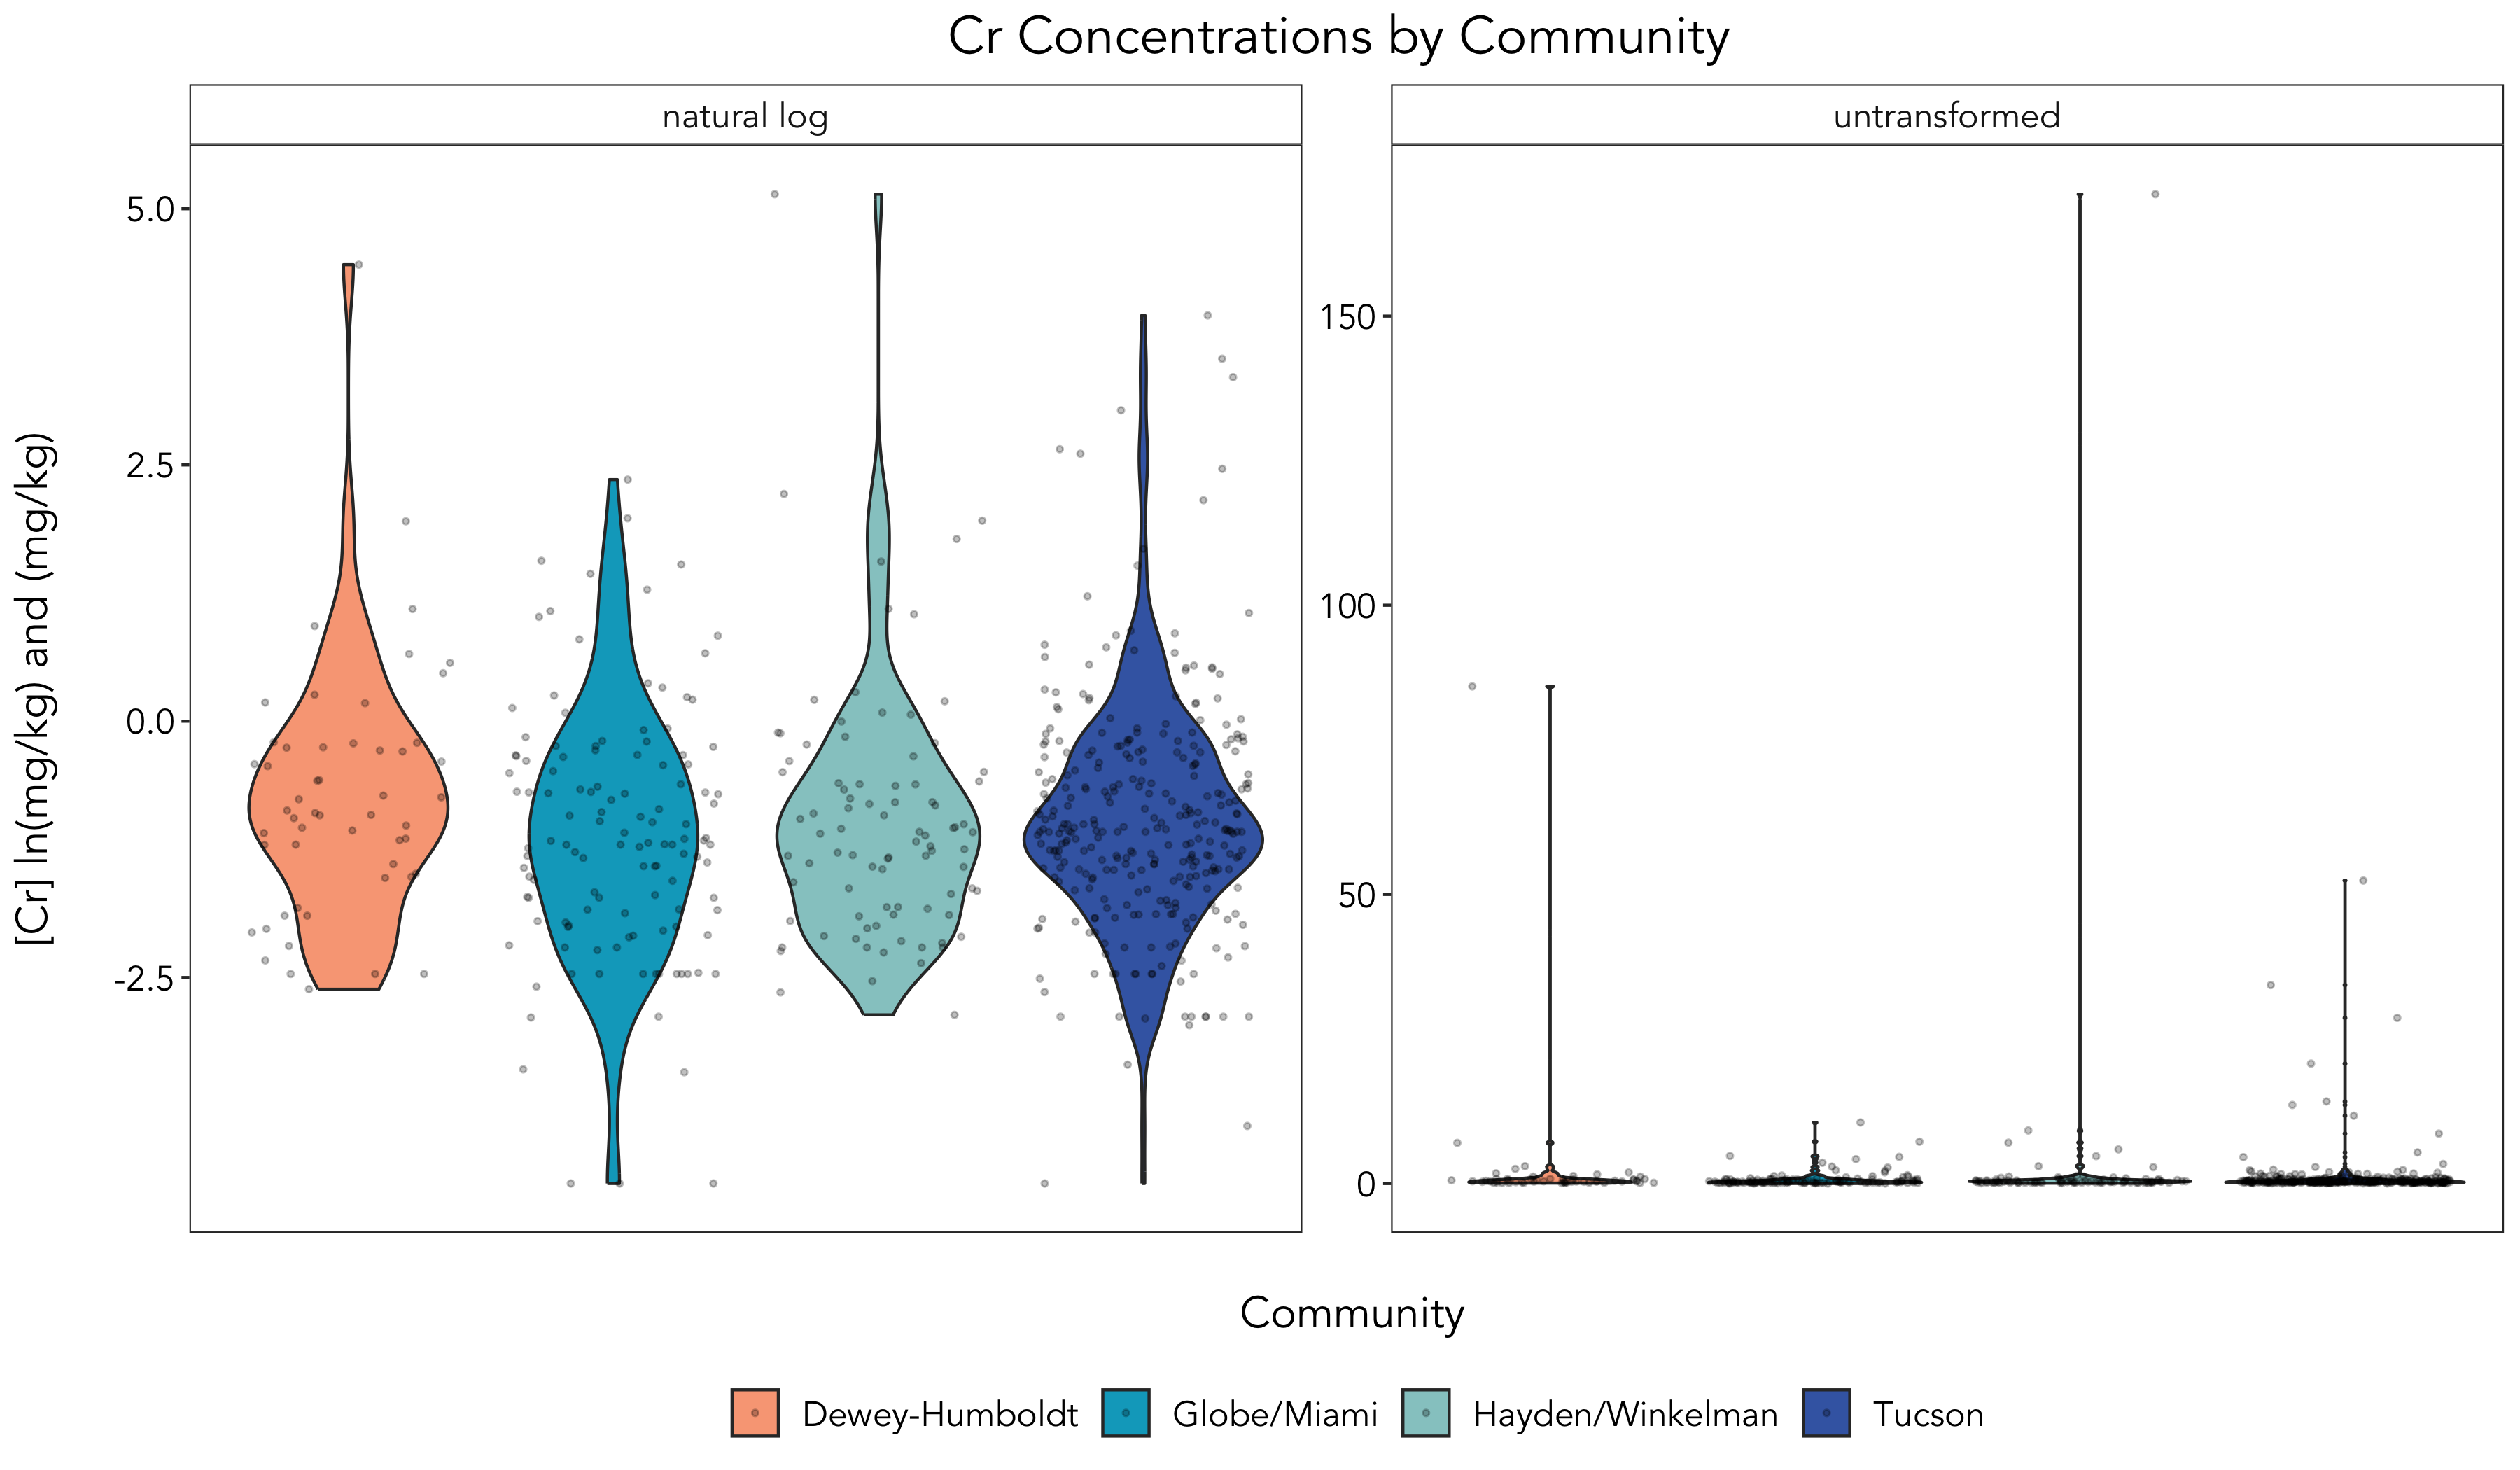 Cr Concentrations by Community
natural log
untransformed
[Cr] ln(mg/kg) and (mg/kg)
5.0
2.5
0.0
-2.5
150
100
50
0
Community
Dewey-Humboldt
Globe/Miami
Hayden/Winkelman
Tucson